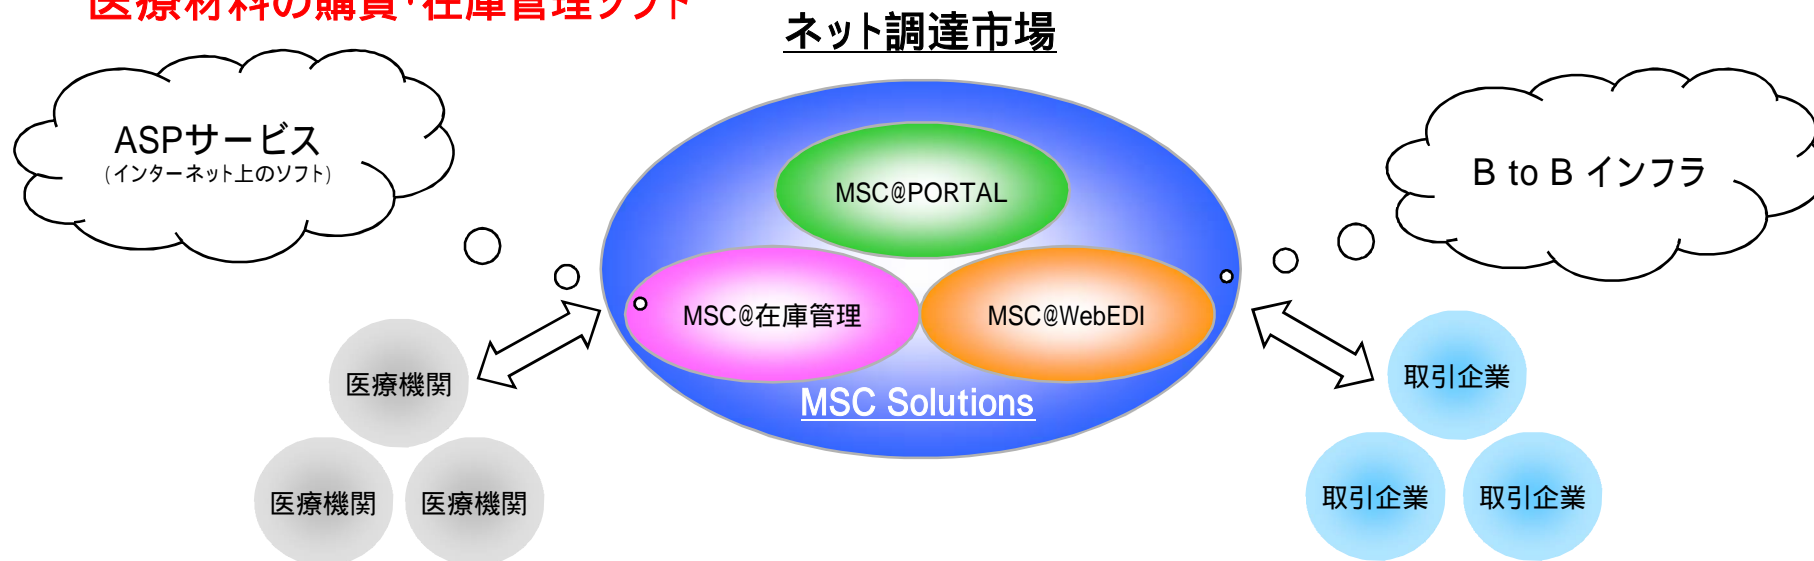 医療材料の購買・在庫管理ソフト
ネット調達市場
ASPサービス
(インターネット上のソフト)
B to B インフラ
MSC@PORTAL
MSC@在庫管理
MSC@WebEDI
MSC Solutions
医療機関
医療機関
医療機関
取引企業
取引企業
取引企業